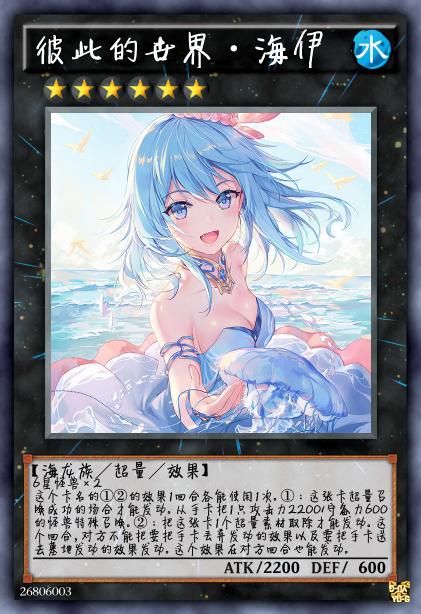 彼此的世界·海伊
水
【海龙族／超量／效果】
6星怪兽×2
这个卡名的①②的效果1回合各能使用1次。①：这张卡超量召
唤成功的场合才能发动。从手卡把1只攻击力2200/守备力600
的怪兽特殊召唤。②：把这张卡1个超量素材取除才能发动。这
个回合，对方不能把要把手卡丢弃发动的效果以及要把手卡送
去墓地发动的效果发动。这个效果在对方回合也能发动。
ATK/2200 DEF/ 600
26806003